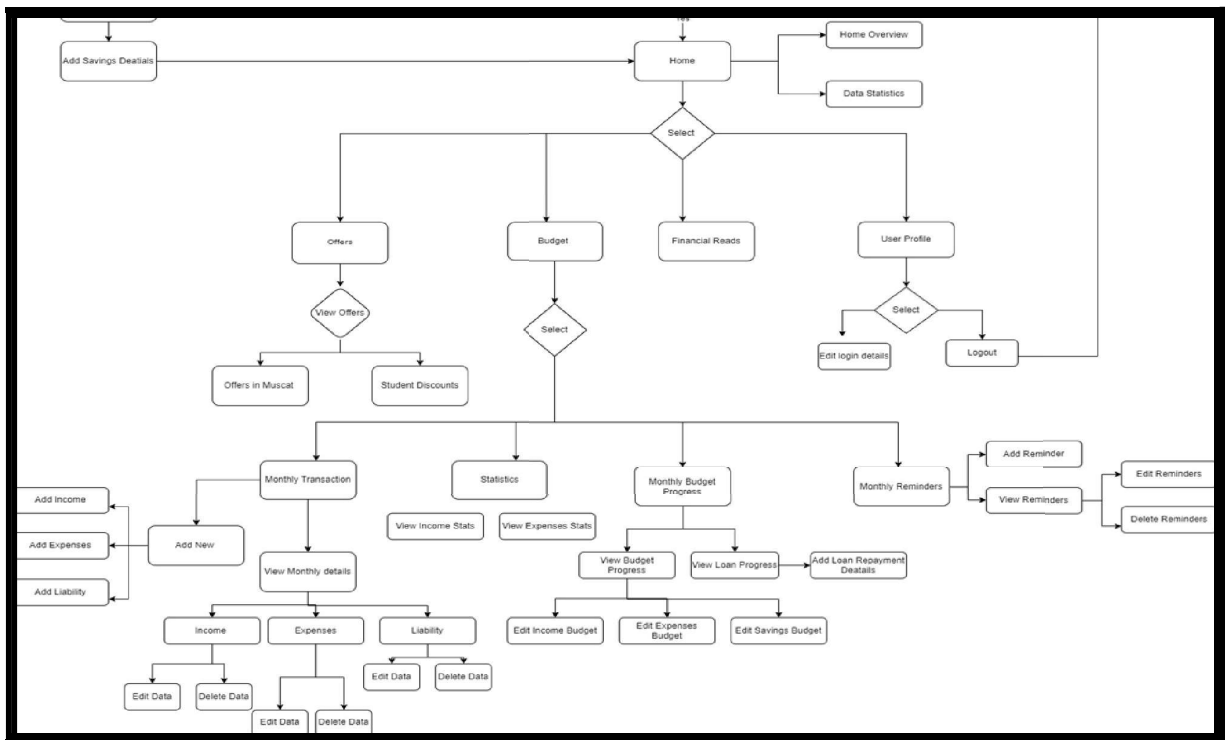 Yes
Home Overview
Add Savings Deatials
Home
Data Statistics
Select
Offers
Budget
Financial Reads
User Profile
View Offers
Select
Select
Edit login details
Logout
Offers in Muscat
Student Discounts
Monthly Transaction
Statistics
Monthly Budget
Progress
Monthly Reminders
Add Reminder
View Reminders
Edit Reminders
Delete Reminders
Add Income
Add Expenses
Add Liability
Add New
View Income Stats
View Expenses Stats
View Monthly details
View Budget
Progress
View Loan Progress
Add Loan Repayment
Deatails
Income
Expenses
Liability
Edit Income Budget
Edit Expenses
Budget
Edit Savings Budget
Edit Data
Delete Data
Edit Data
Delete Data
Edit Data
Delete Data